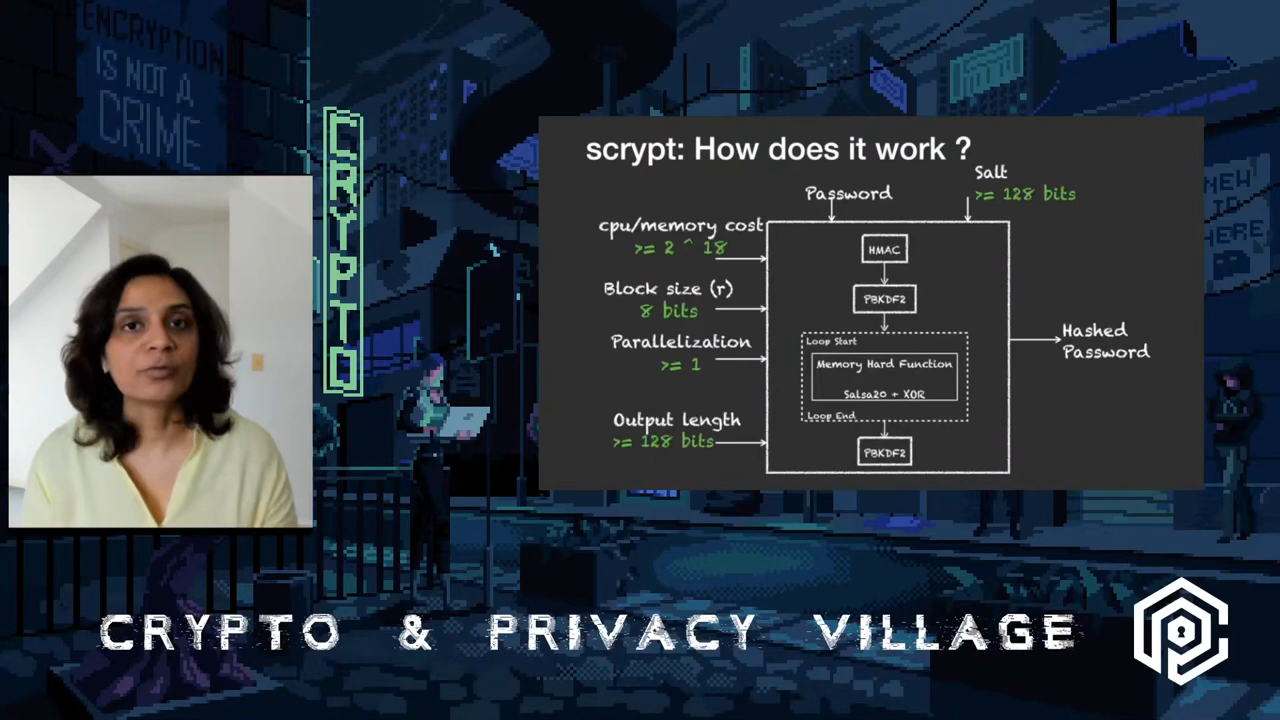 ENCRYPTION
IS NOT A
CRIME
CRYPTO
scrypt: How does it work ?
Salt
>= 128 bits
Password
cpu/memory cost
>= 2 ^ 18
HMAC
Block size (r)
8 bits
PBKDF2
Parallelization
>= 1
Loop Start
Memory Hard Function
Salsa20 + XOR
Loop End
Hashed
Password
Output length
>= 128 bits
PBKDF2
NEW
HERE
CRYPTO & PRIVACY VILLAGE